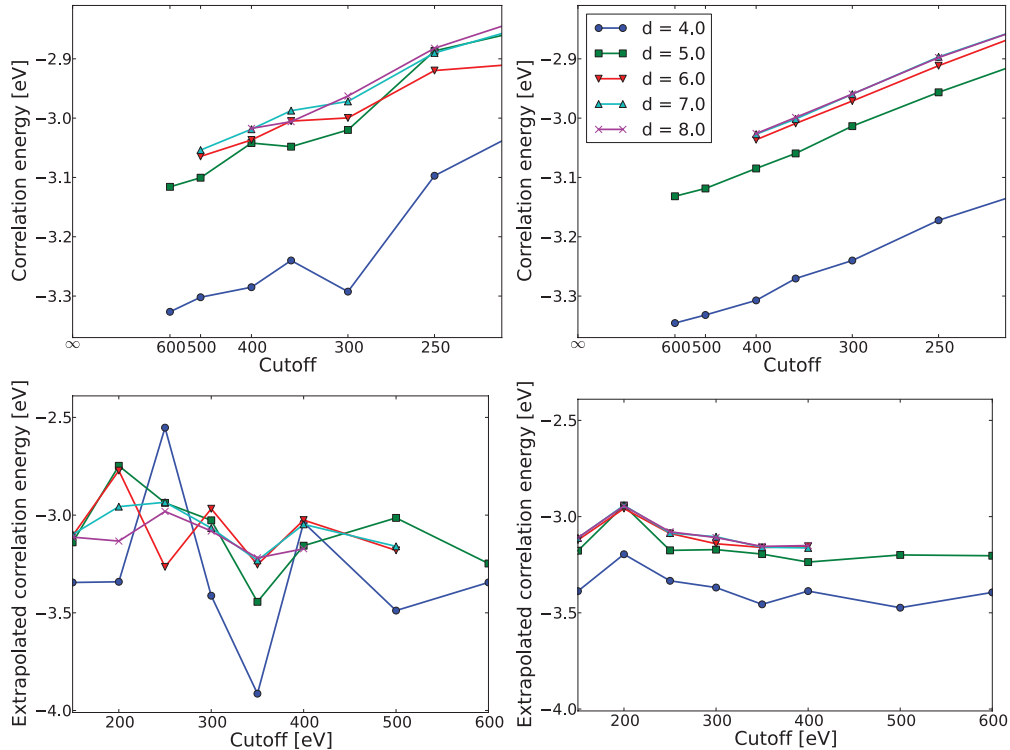 Correlation energy [eV]
−2.9
−3.0
−3.1
−3.2
−3.3
∞ 600 500 400 300 250
Cutoff
Correlation energy [eV]
−2.9
−3.0
−3.1
−3.2
−3.3
d = 4.0
d = 5.0
d = 6.0
d = 7.0
d = 8.0
∞ 600 500 400 300 250
Cutoff
Extrapolated correlation energy [eV]
−2.5
−3.0
−3.5
−4.0
200 300 400 500 600
Cutoff [eV]
Extrapolated correlation energy [eV]
−2.5
−3.0
−3.5
−4.0
200 300 400 500 600
Cutoff [eV]